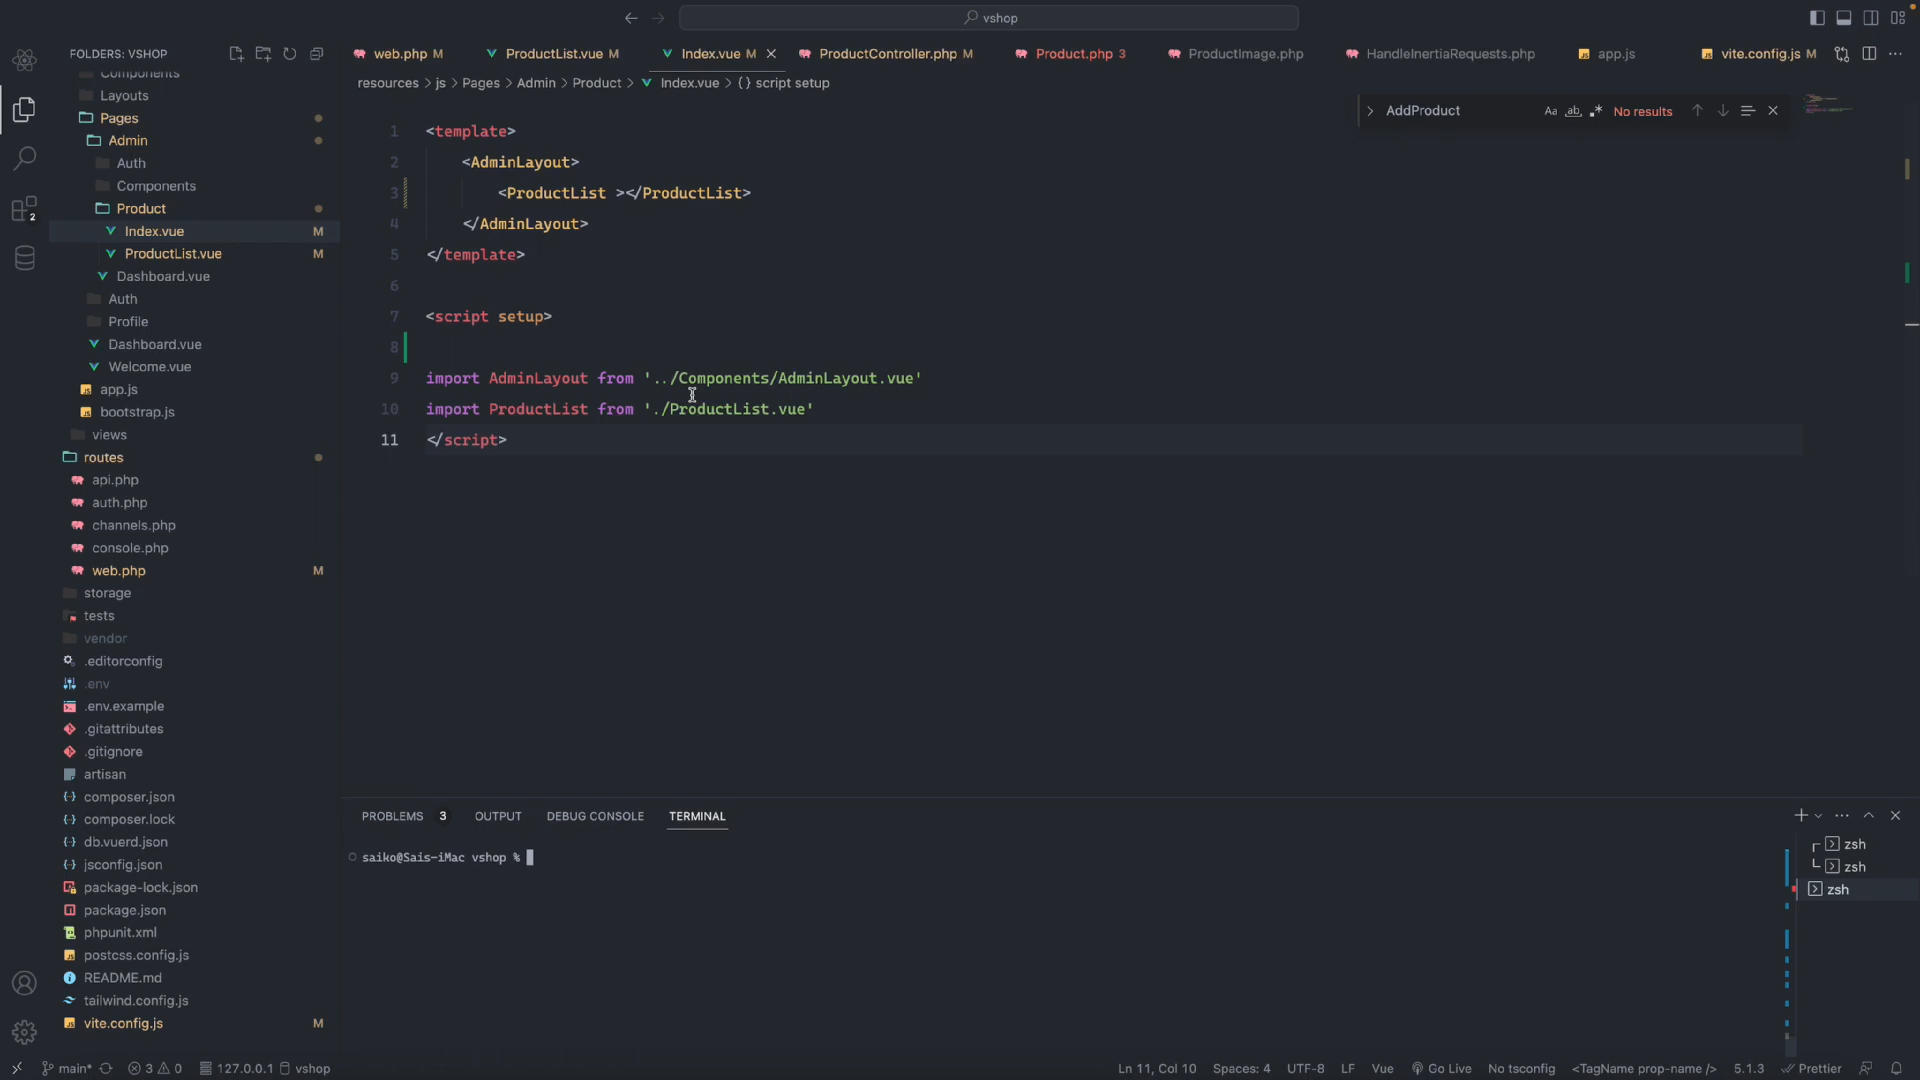 vshop
FOLDERS: VSHOP
Components
Layouts
Pages
Admin
Auth
Components
Product
Index.vue M
ProductList.vue M
Dashboard.vue
Auth
Profile
Dashboard.vue
Welcome.vue
app.js
bootstrap.js
views
routes
api.php
auth.php
channels.php
console.php
web.php M
storage
tests
vendor
.editorconfig
.env
.env.example
.gitattributes
.gitignore
artisan
composer.json
composer.lock
db.vuerd.json
jsconfig.json
package-lock.json
package.json
phpunit.xml
postcss.config.js
README.md
tailwind.config.js
vite.config.js M
2
web.php M ProductList.vue M Index.vue M ProductController.php M Product.php 3 ProductImage.php HandleInertiaRequests.php app.js vite.config.js M
resources > js > Pages > Admin > Product > Index.vue > {} script setup
AddProduct Aa ab No results
1 <template>
2 <AdminLayout>
3 <ProductList ></ProductList>
4 </AdminLayout>
5 </template>
6
7 <script setup>
8
9 import AdminLayout from '../Components/AdminLayout.vue'
10 import ProductList from './ProductList.vue'
11 </script>
PROBLEMS 3 OUTPUT DEBUG CONSOLE TERMINAL
saiko@Sais-iMac vshop %
zsh
zsh
zsh
main* 3 0 127.0.0.1 vshop Ln 11, Col 10 Spaces: 4 UTF-8 LF Vue Go Live No tsconfig <TagName prop-name /> 5.1.3 Prettier